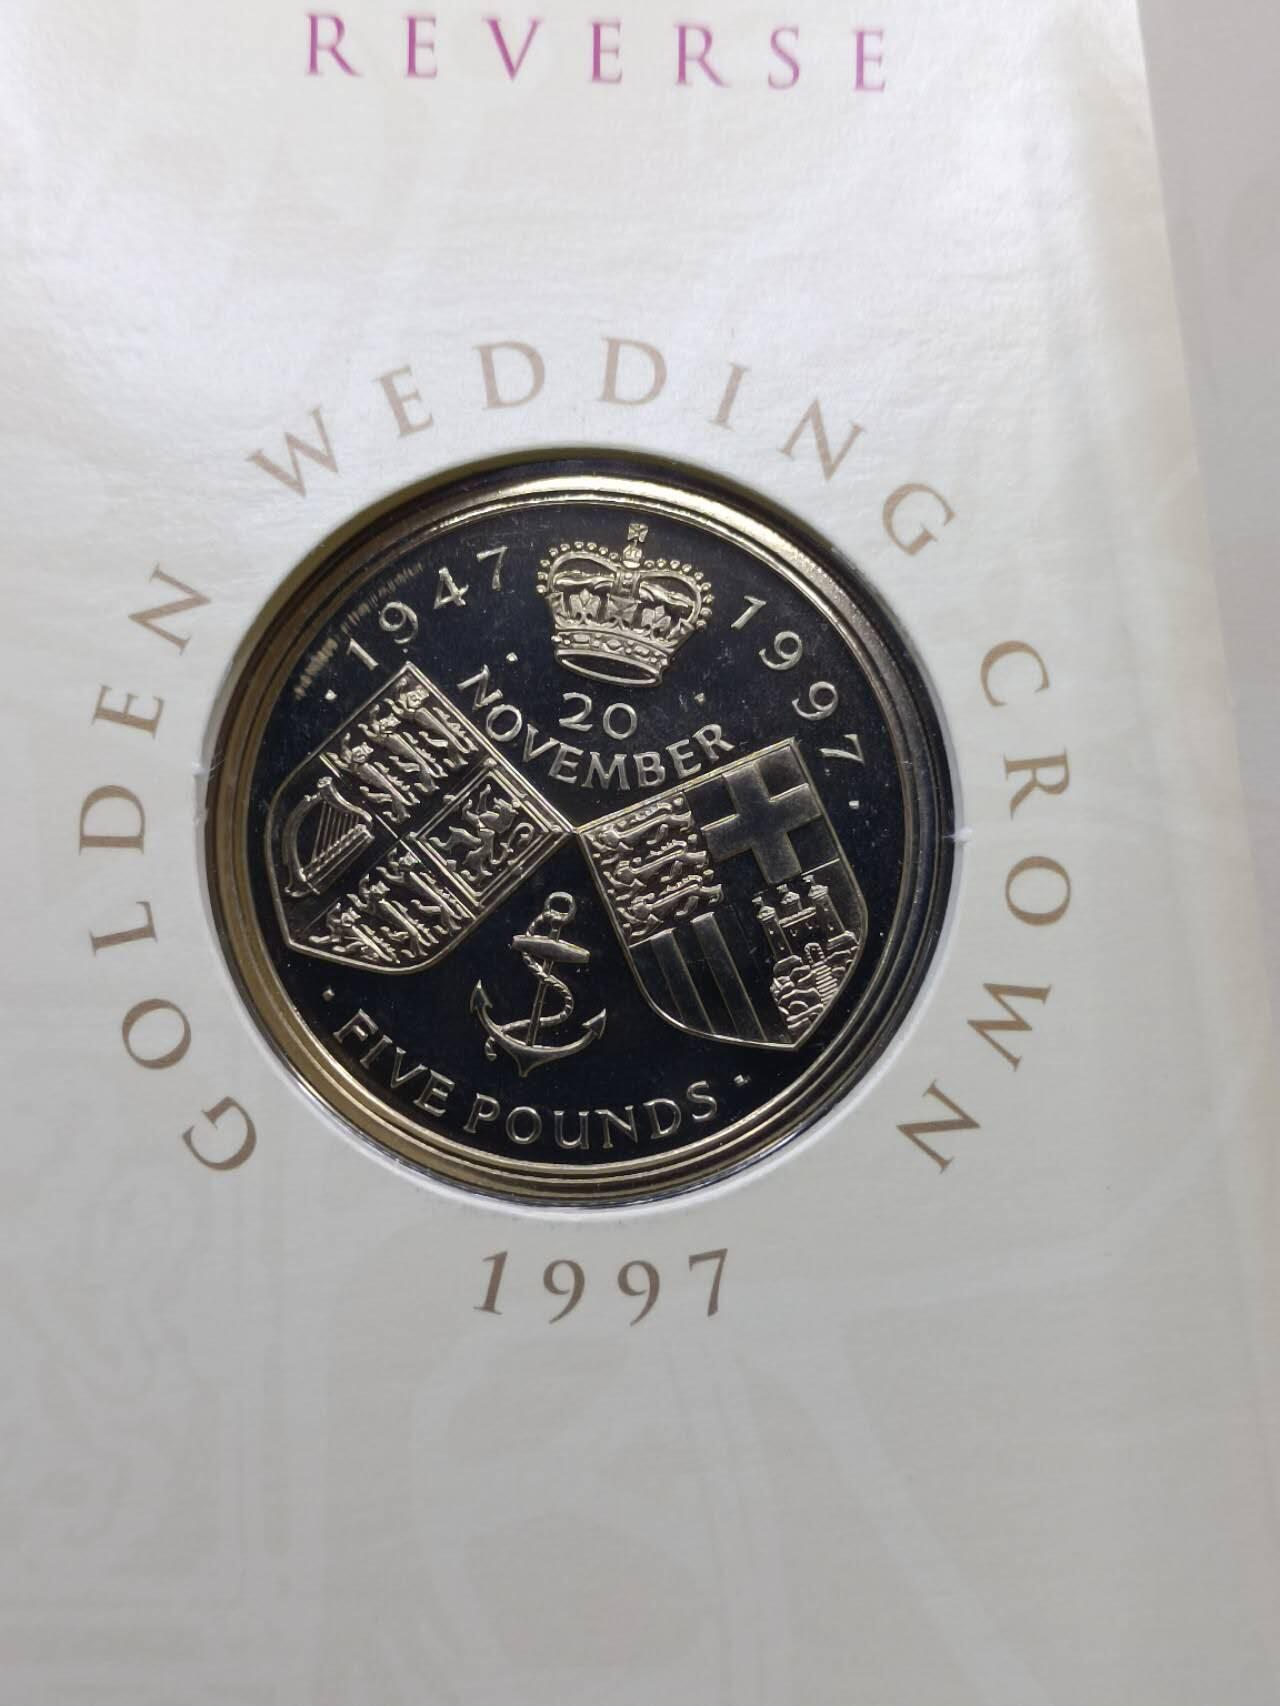 REVERSE
GOLDEN WEDDING CROWN
· 1947 1997 ·
· 20 ·
NOVEMBER
· FIVE POUNDS ·
1997